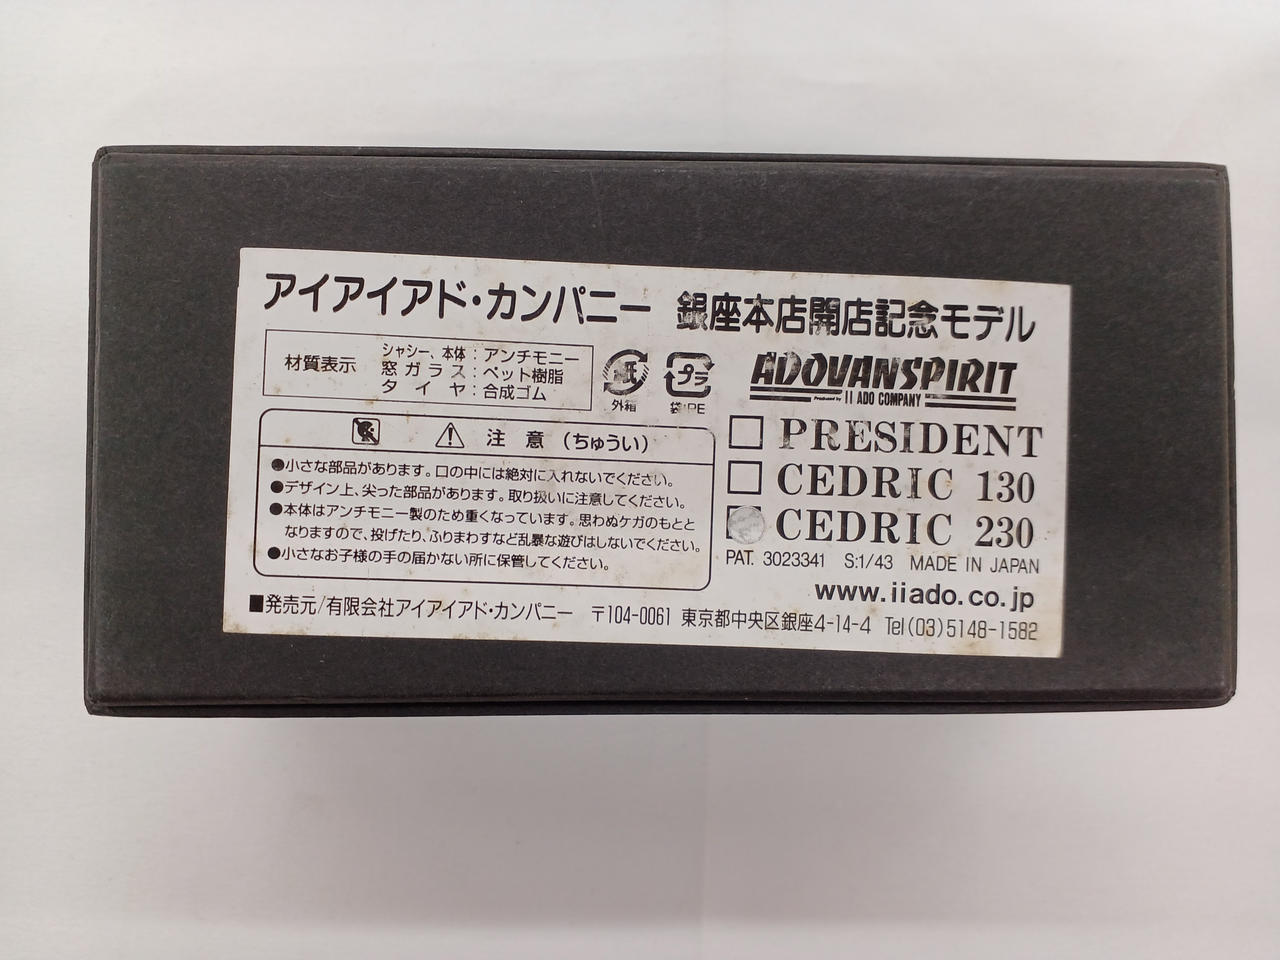 アイアイアド・カンパニー 銀座本店開店記念モデル
材質表示
シャシー、本体：アンチモニー
窓ガラス：ペット樹脂
タイヤ：合成ゴム
紙
外箱
プラ
袋:PE
ADOVANSPIRIT
Produced by II ADO COMPANY
PRESIDENT
CEDRIC 130
CEDRIC 230
PAT. 3023341 S:1/43 MADE IN JAPAN
www.iiado.co.jp
注意（ちゅうい）
●小さな部品があります。口の中には絶対に入れないでください。
●デザイン上、尖った部品があります。取り扱いに注意してください。
●本体はアンチモニー製のため重くなっています。思わぬケガのもとと
なりますので、投げたり、ふりまわすなど乱暴な遊びはしないでください。
●小さなお子様の手の届かない所に保管してください。
■発売元/有限会社アイアイアド・カンパニー 〒104-0061 東京都中央区銀座4-14-4 Tel(03)5148-1582